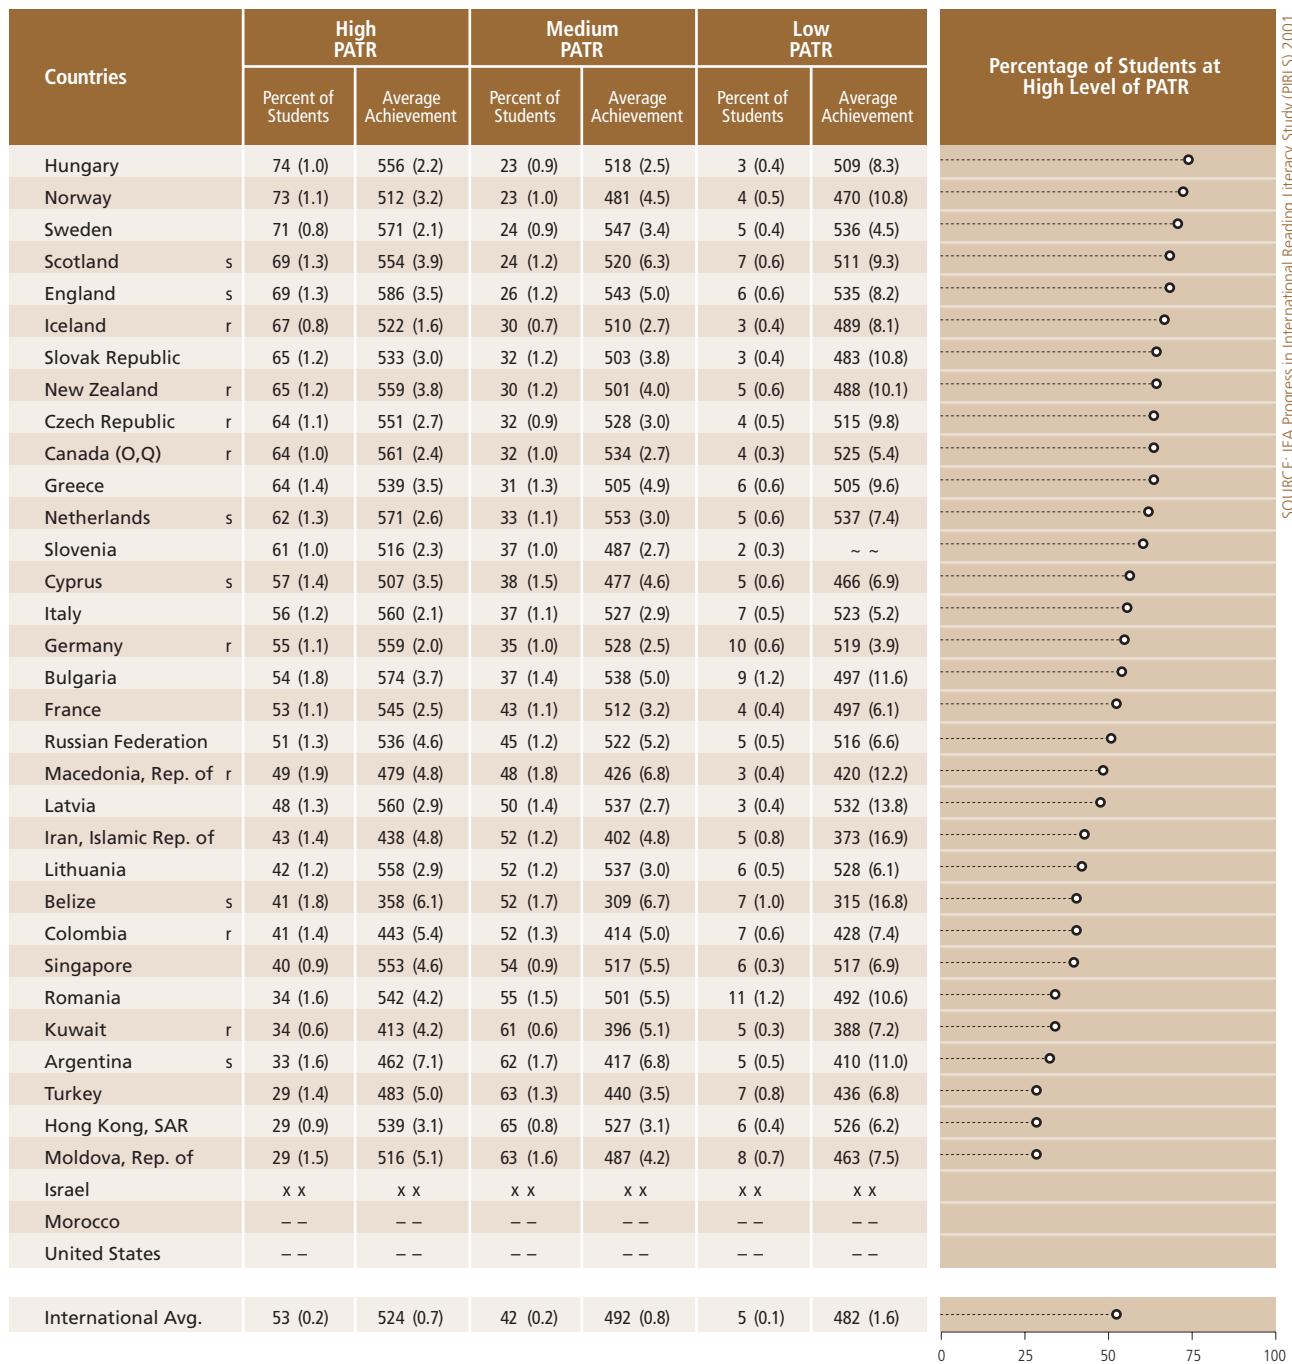 Countries
High
PATR
Medium
PATR
Low
PATR
Percentage of Students at
High Level of PATR
Percent of
Students
Average
Achievement
Percent of
Students
Average
Achievement
Percent of
Students
Average
Achievement
Hungary 74 (1.0) 556 (2.2) 23 (0.9) 518 (2.5) 3 (0.4) 509 (8.3)
Norway 73 (1.1) 512 (3.2) 23 (1.0) 481 (4.5) 4 (0.5) 470 (10.8)
Sweden 71 (0.8) 571 (2.1) 24 (0.9) 547 (3.4) 5 (0.4) 536 (4.5)
Scotland s 69 (1.3) 554 (3.9) 24 (1.2) 520 (6.3) 7 (0.6) 511 (9.3)
England s 69 (1.3) 586 (3.5) 26 (1.2) 543 (5.0) 6 (0.6) 535 (8.2)
Iceland r 67 (0.8) 522 (1.6) 30 (0.7) 510 (2.7) 3 (0.4) 489 (8.1)
Slovak Republic 65 (1.2) 533 (3.0) 32 (1.2) 503 (3.8) 3 (0.4) 483 (10.8)
New Zealand r 65 (1.2) 559 (3.8) 30 (1.2) 501 (4.0) 5 (0.6) 488 (10.1)
Czech Republic r 64 (1.1) 551 (2.7) 32 (0.9) 528 (3.0) 4 (0.5) 515 (9.8)
Canada (O,Q) r 64 (1.0) 561 (2.4) 32 (1.0) 534 (2.7) 4 (0.3) 525 (5.4)
Greece 64 (1.4) 539 (3.5) 31 (1.3) 505 (4.9) 6 (0.6) 505 (9.6)
Netherlands s 62 (1.3) 571 (2.6) 33 (1.1) 553 (3.0) 5 (0.6) 537 (7.4)
Slovenia 61 (1.0) 516 (2.3) 37 (1.0) 487 (2.7) 2 (0.3) ~ ~
Cyprus s 57 (1.4) 507 (3.5) 38 (1.5) 477 (4.6) 5 (0.6) 466 (6.9)
Italy 56 (1.2) 560 (2.1) 37 (1.1) 527 (2.9) 7 (0.5) 523 (5.2)
Germany r 55 (1.1) 559 (2.0) 35 (1.0) 528 (2.5) 10 (0.6) 519 (3.9)
Bulgaria 54 (1.8) 574 (3.7) 37 (1.4) 538 (5.0) 9 (1.2) 497 (11.6)
France 53 (1.1) 545 (2.5) 43 (1.1) 512 (3.2) 4 (0.4) 497 (6.1)
Russian Federation 51 (1.3) 536 (4.6) 45 (1.2) 522 (5.2) 5 (0.5) 516 (6.6)
Macedonia, Rep. of r 49 (1.9) 479 (4.8) 48 (1.8) 426 (6.8) 3 (0.4) 420 (12.2)
Latvia 48 (1.3) 560 (2.9) 50 (1.4) 537 (2.7) 3 (0.4) 532 (13.8)
Iran, Islamic Rep. of 43 (1.4) 438 (4.8) 52 (1.2) 402 (4.8) 5 (0.8) 373 (16.9)
Lithuania 42 (1.2) 558 (2.9) 52 (1.2) 537 (3.0) 6 (0.5) 528 (6.1)
Belize s 41 (1.8) 358 (6.1) 52 (1.7) 309 (6.7) 7 (1.0) 315 (16.8)
Colombia r 41 (1.4) 443 (5.4) 52 (1.3) 414 (5.0) 7 (0.6) 428 (7.4)
Singapore 40 (0.9) 553 (4.6) 54 (0.9) 517 (5.5) 6 (0.3) 517 (6.9)
Romania 34 (1.6) 542 (4.2) 55 (1.5) 501 (5.5) 11 (1.2) 492 (10.6)
Kuwait r 34 (0.6) 413 (4.2) 61 (0.6) 396 (5.1) 5 (0.3) 388 (7.2)
Argentina s 33 (1.6) 462 (7.1) 62 (1.7) 417 (6.8) 5 (0.5) 410 (11.0)
Turkey 29 (1.4) 483 (5.0) 63 (1.3) 440 (3.5) 7 (0.8) 436 (6.8)
Hong Kong, SAR 29 (0.9) 539 (3.1) 65 (0.8) 527 (3.1) 6 (0.4) 526 (6.2)
Moldova, Rep. of 29 (1.5) 516 (5.1) 63 (1.6) 487 (4.2) 8 (0.7) 463 (7.5)
Israel x x x x x x x x x x x x
Morocco – – – – – – – – – – – –
United States – – – – – – – – – – – –
International Avg. 53 (0.2) 524 (0.7) 42 (0.2) 492 (0.8) 5 (0.1) 482 (1.6)
0 25 50 75 100
SOURCE: IEA Progress in International Reading Literacy Study (PIRLS) 2001